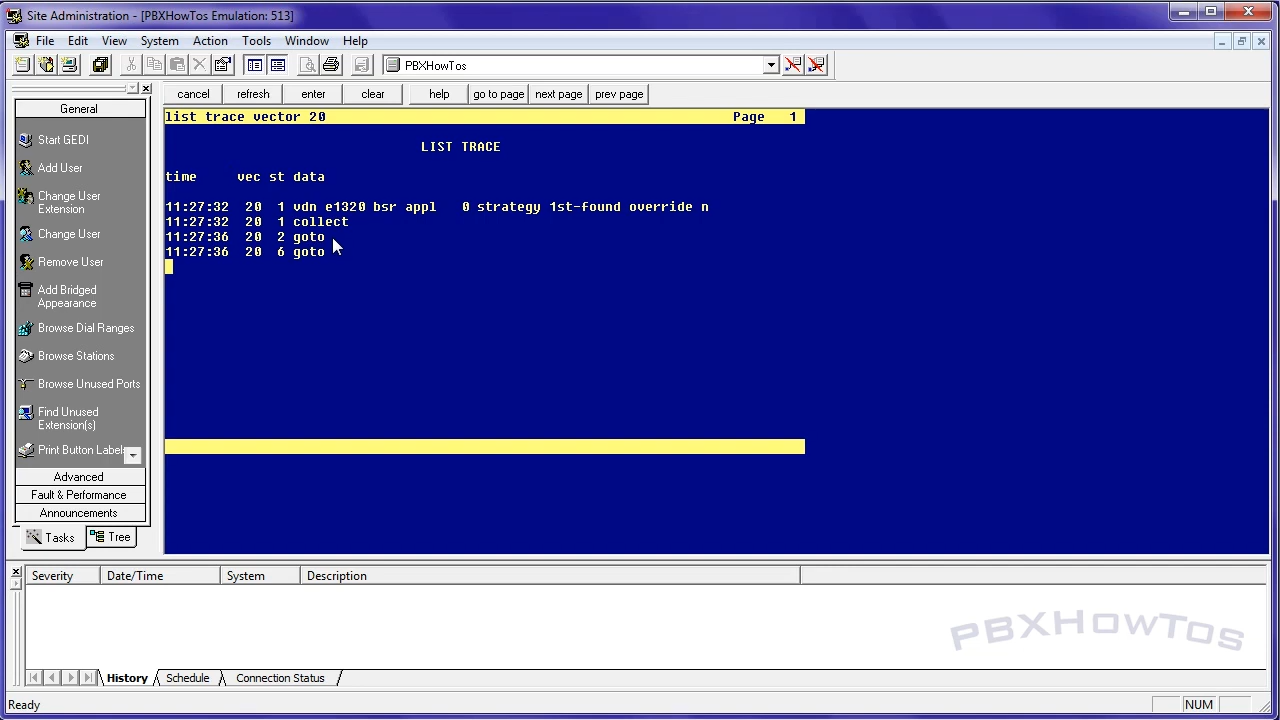 Site Administration - [PBXHowTos Emulation: 513]
File Edit View System Action Tools Window Help
PBXHowTos
cancel refresh enter clear help go to page next page prev page
General
Start GEDI
Add User
Change User
Extension
Change User
Remove User
Add Bridged
Appearance
Browse Dial Ranges
Browse Stations
Browse Unused Ports
Find Unused
Extension(s)
Print Button Labels
Advanced
Fault & Performance
Announcements
Tasks Tree
list trace vector 20 Page 1
LIST TRACE
time vec st data
11:27:32 20 1 vdn e1320 bsr appl 0 strategy 1st-found override n
11:27:32 20 1 collect
11:27:36 20 2 goto
11:27:36 20 6 goto
Severity Date/Time System Description
PBXHowTos
History Schedule Connection Status
Ready NUM